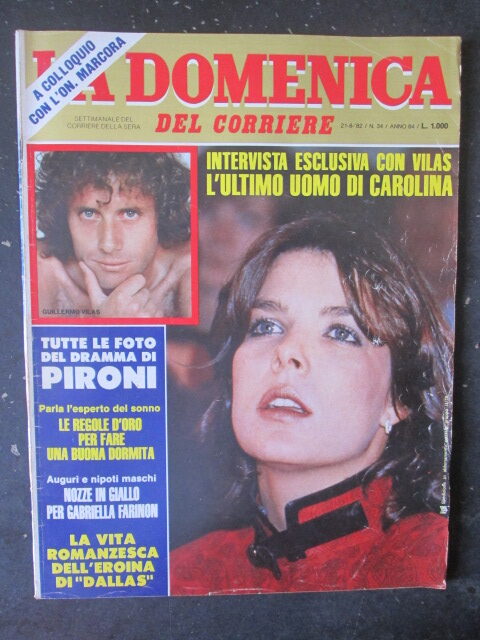 A COLLOQUIO
CON L'ON. MARCORA
LA DOMENICA
SETTIMANALE DEL
CORRIERE DELLA SERA
DEL CORRIERE
21-8-'82 / N. 34 / ANNO 84 / L. 1.000
INTERVISTA ESCLUSIVA CON VILAS
L'ULTIMO UOMO DI CAROLINA
GUILLERMO VILAS
TUTTE LE FOTO
DEL DRAMMA DI
PIRONI
Parla l'esperto del sonno
LE REGOLE D'ORO
PER FARE
UNA BUONA DORMITA
Auguri e nipoti maschi
NOZZE IN GIALLO
PER GABRIELLA FARINON
LA VITA
ROMANZESCA
DELL'EROINA
DI "DALLAS"